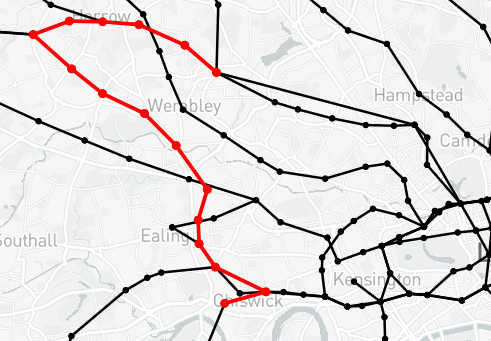 Harrow
Wembley
Hampstead
Camd
Southall
Ealing
Kensington
Chiswick